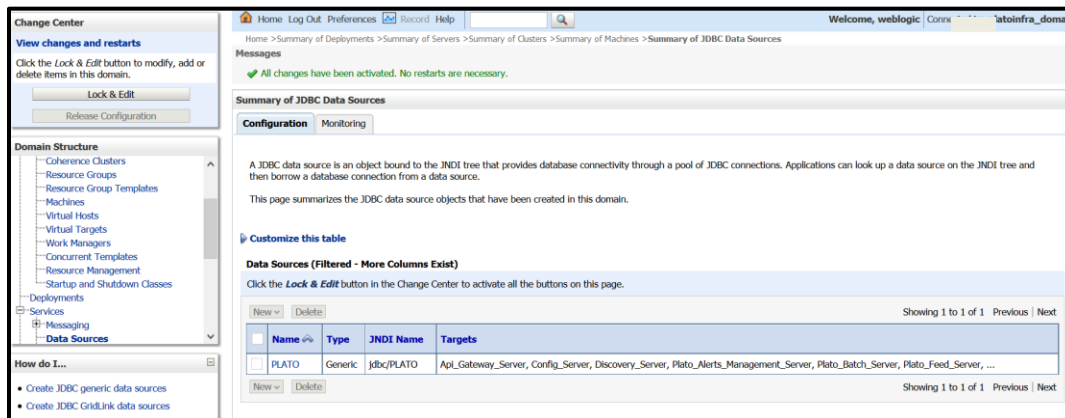 Change Center
View changes and restarts
Click the Lock & Edit button to modify, add or
delete items in this domain.
Lock & Edit
Release Configuration
Domain Structure
Coherence Clusters
Resource Groups
Resource Group Templates
Machines
Virtual Hosts
Virtual Targets
Work Managers
Concurrent Templates
Resource Management
Startup and Shutdown Classes
Deployments
Services
Messaging
Data Sources
How do I...
Create JDBC generic data sources
Create JDBC GridLink data sources
Home Log Out Preferences Record Help
Welcome, weblogic
Home >Summary of Deployments >Summary of Servers >Summary of Clusters >Summary of Machines >Summary of JDBC Data Sources
Messages
All changes have been activated. No restarts are necessary.
Summary of JDBC Data Sources
Configuration Monitoring
A JDBC data source is an object bound to the JNDI tree that provides database connectivity through a pool of JDBC connections. Applications can look up a data source on the JNDI tree and
then borrow a database connection from a data source.
This page summarizes the JDBC data source objects that have been created in this domain.
Customize this table
Data Sources (Filtered - More Columns Exist)
Click the Lock & Edit button in the Change Center to activate all the buttons on this page.
New Delete Showing 1 to 1 of 1 Previous | Next
Name Type JNDI Name Targets
PLATO Generic jdbc/PLATO Api_Gateway_Server, Config_Server, Discovery_Server, Plato_Alerts_Management_Server, Plato_Batch_Server, Plato_Feed_Server, ...
New Delete Showing 1 to 1 of 1 Previous | Next